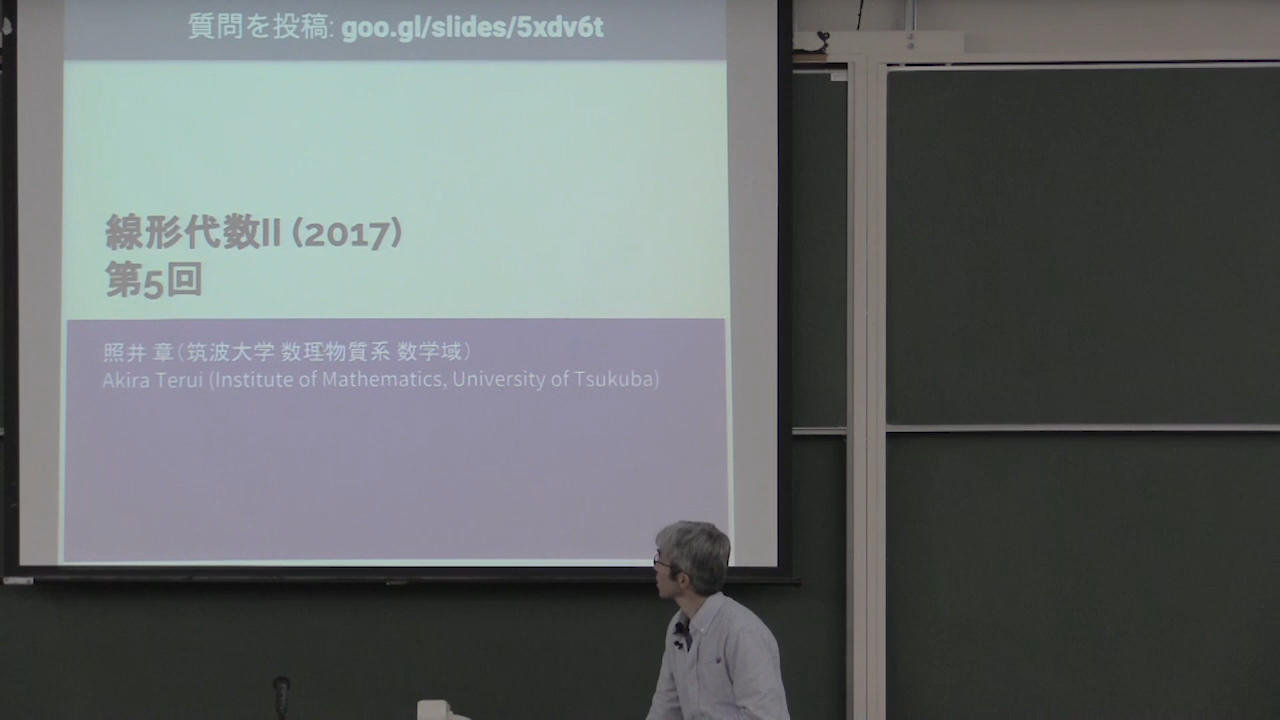 質問を投稿: goo.gl/slides/5xdv6t
線形代数II (2017)
第5回
照井 章（筑波大学 数理物質系 数学域）
Akira Terui (Institute of Mathematics, University of Tsukuba)